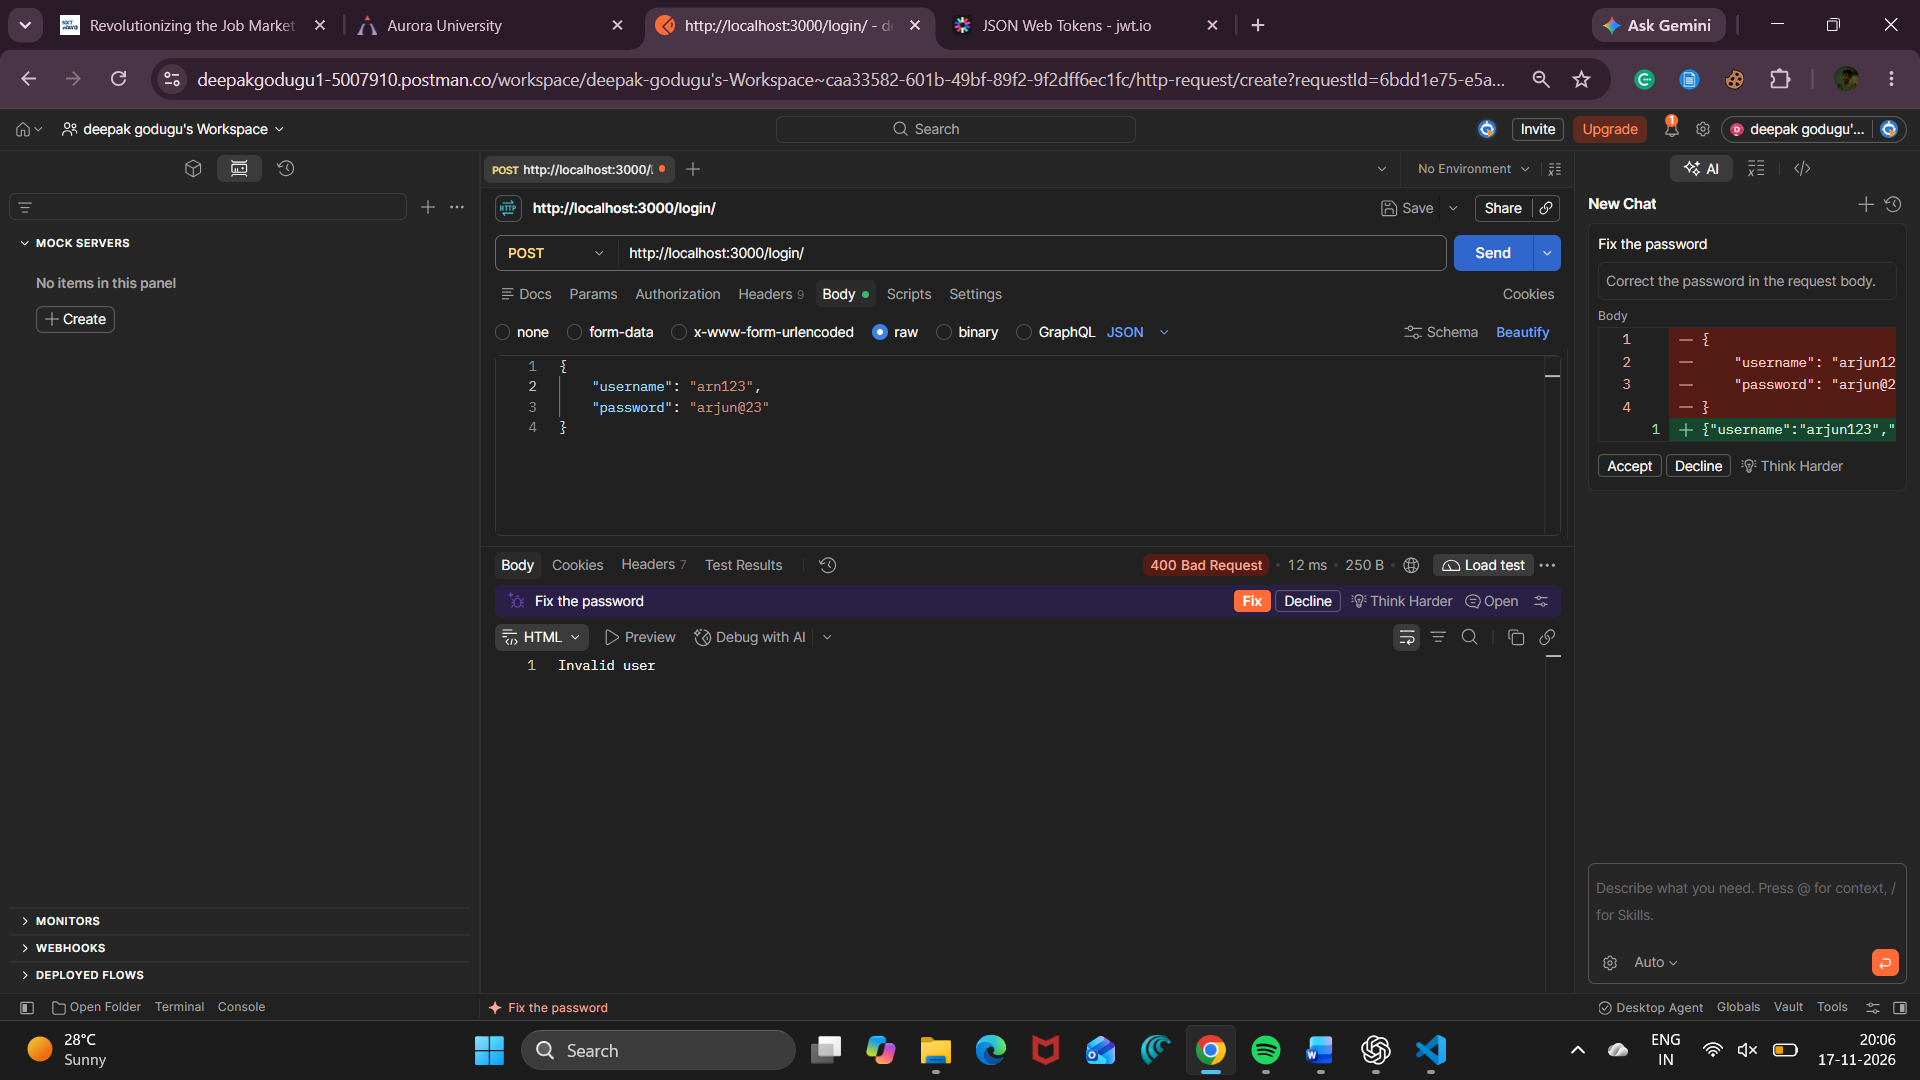 Revolutionizing the Job Market
Aurora University
http://localhost:3000/login/ - de
JSON Web Tokens - jwt.io
Ask Gemini
deepakgodugu1-5007910.postman.co/workspace/deepak-godugu's-Workspace~caa33582-601b-49bf-89f2-9f2dff6ec1fc/http-request/create?requestId=6bdd1e75-e5a...
deepak godugu's Workspace
Search
Invite
Upgrade
1
deepak godugu'...
POST http://localhost:3000/l
No Environment
AI
HTTP
http://localhost:3000/login/
Save
Share
New Chat
MOCK SERVERS
No items in this panel
Create
POST
http://localhost:3000/login/
Send
Fix the password
Correct the password in the request body.
Docs Params Authorization Headers 9 Body Scripts Settings
Cookies
none form-data x-www-form-urlencoded raw binary GraphQL JSON
Schema Beautify
1 {
2 "username": "arn123",
3 "password": "arjun@23"
4 }
Body
1 — {
2 — "username": "arjun12
3 — "password": "arjun@2
4 — }
1 + {"username":"arjun123","
Accept Decline Think Harder
Body Cookies Headers 7 Test Results
400 Bad Request • 12 ms • 250 B •
Load test
Fix the password
Fix Decline Think Harder Open
HTML Preview Debug with AI
1 Invalid user
Describe what you need. Press @ for context, /
for Skills.
Auto
MONITORS
WEBHOOKS
DEPLOYED FLOWS
Open Folder Terminal Console
Fix the password
Desktop Agent Globals Vault Tools
28°C
Sunny
Search
ENG
IN
20:06
17-11-2026